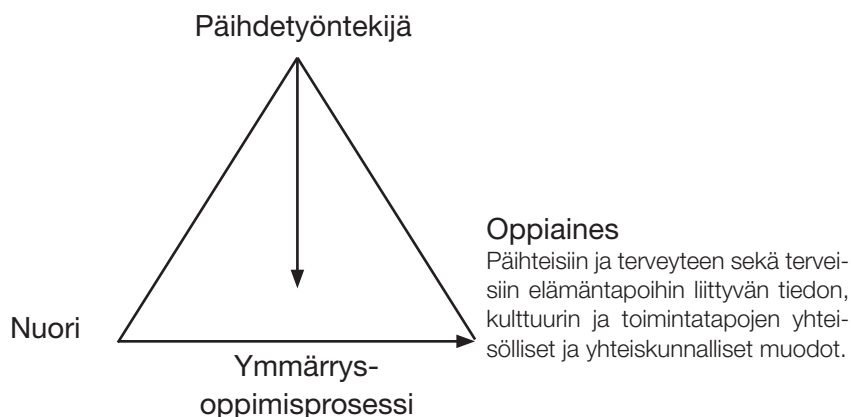 Päihdetyöntekijä
Oppiaines
Päihteisiin ja terveyteen sekä tervei-
siin elämäntapoihin liittyvän tiedon,
kulttuurin ja toimintatapojen yhtei-
sölliset ja yhteiskunnalliset muodot.
Nuori
Ymmärrys-
oppimisprosessi